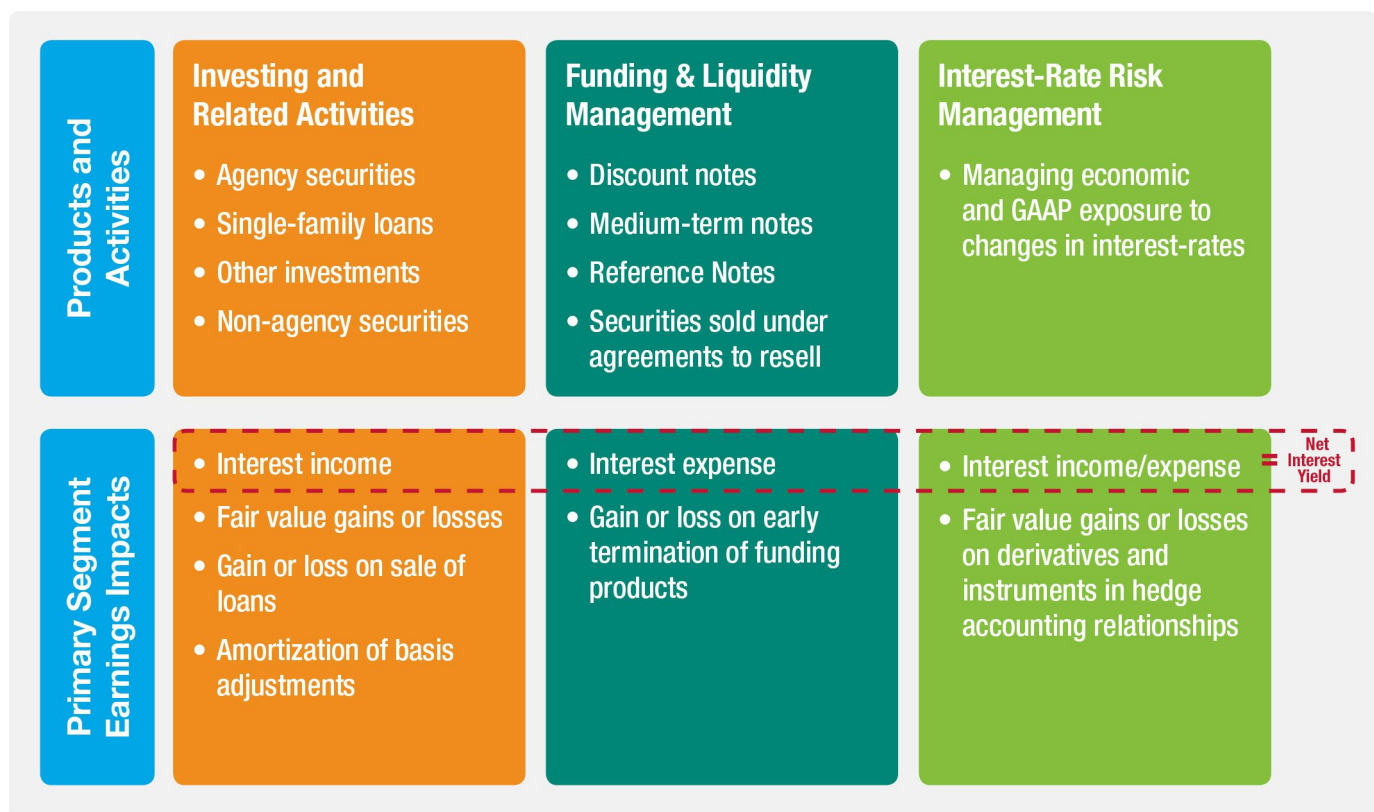 Products and
Activities
Investing and
Related Activities
• Agency securities
• Single-family loans
• Other investments
• Non-agency securities
Funding & Liquidity
Management
• Discount notes
• Medium-term notes
• Reference Notes
• Securities sold under
agreements to resell
Interest-Rate Risk
Management
• Managing economic
and GAAP exposure to
changes in interest-rates
Primary Segment
Earnings Impacts
• Interest income
• Fair value gains or losses
• Gain or loss on sale of
loans
• Amortization of basis
adjustments
• Interest expense
• Gain or loss on early
termination of funding
products
• Interest income/expense
• Fair value gains or losses
on derivatives and
instruments in hedge
accounting relationships
=
Net
Interest
Yield